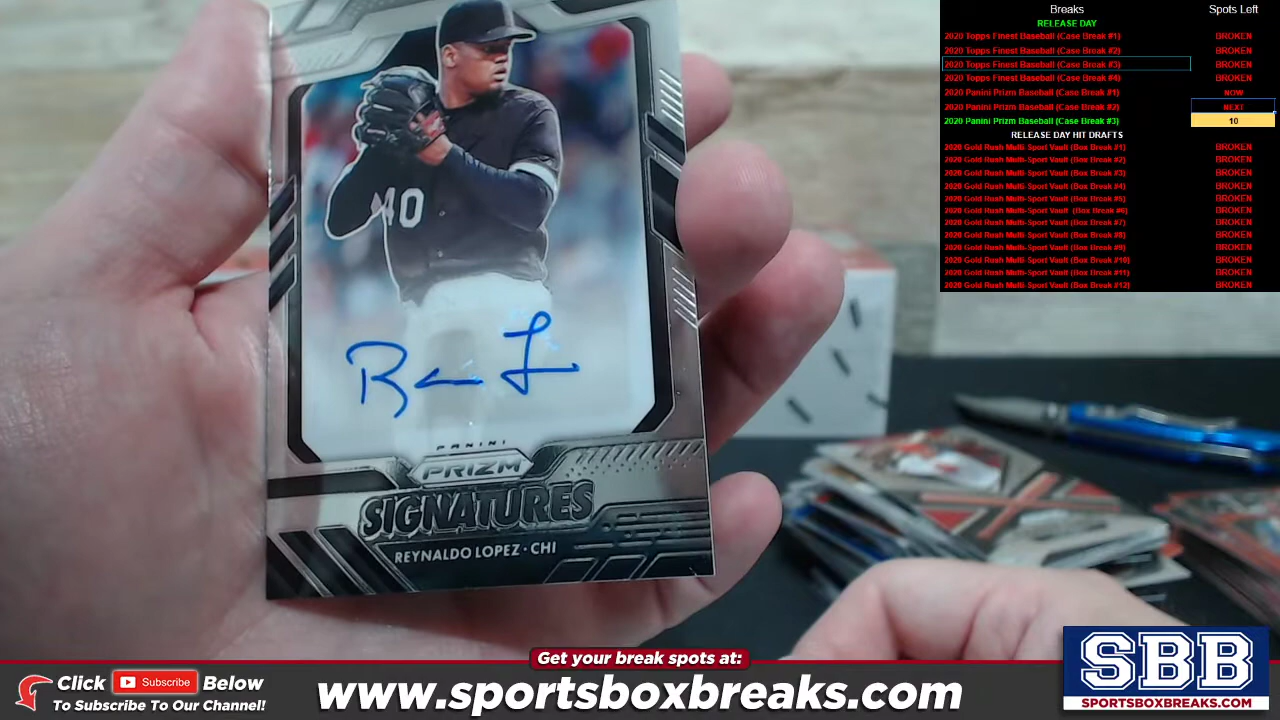 Breaks Spots Left
RELEASE DAY
2020 Topps Finest Baseball (Case Break #1) BROKEN
2020 Topps Finest Baseball (Case Break #2) BROKEN
2020 Topps Finest Baseball (Case Break #3) BROKEN
2020 Topps Finest Baseball (Case Break #4) BROKEN
2020 Panini Prizm Baseball (Case Break #1) NOW
2020 Panini Prizm Baseball (Case Break #2) NEXT
2020 Panini Prizm Baseball (Case Break #3) 10
RELEASE DAY HIT DRAFTS
2020 Gold Rush Multi-Sport Vault (Box Break #1) BROKEN
2020 Gold Rush Multi-Sport Vault (Box Break #2) BROKEN
2020 Gold Rush Multi-Sport Vault (Box Break #3) BROKEN
2020 Gold Rush Multi-Sport Vault (Box Break #4) BROKEN
2020 Gold Rush Multi-Sport Vault (Box Break #5) BROKEN
2020 Gold Rush Multi-Sport Vault (Box Break #6) BROKEN
2020 Gold Rush Multi-Sport Vault (Box Break #7) BROKEN
2020 Gold Rush Multi-Sport Vault (Box Break #8) BROKEN
2020 Gold Rush Multi-Sport Vault (Box Break #9) BROKEN
2020 Gold Rush Multi-Sport Vault (Box Break #10) BROKEN
2020 Gold Rush Multi-Sport Vault (Box Break #11) BROKEN
2020 Gold Rush Multi-Sport Vault (Box Break #12) BROKEN
40
PANINI
PRIZM
SIGNATURES
REYNALDO LOPEZ · CHI
Get your break spots at:
Click Subscribe Below
To Subscribe To Our Channel!
www.sportsboxbreaks.com
SBB
SPORTSBOXBREAKS.COM